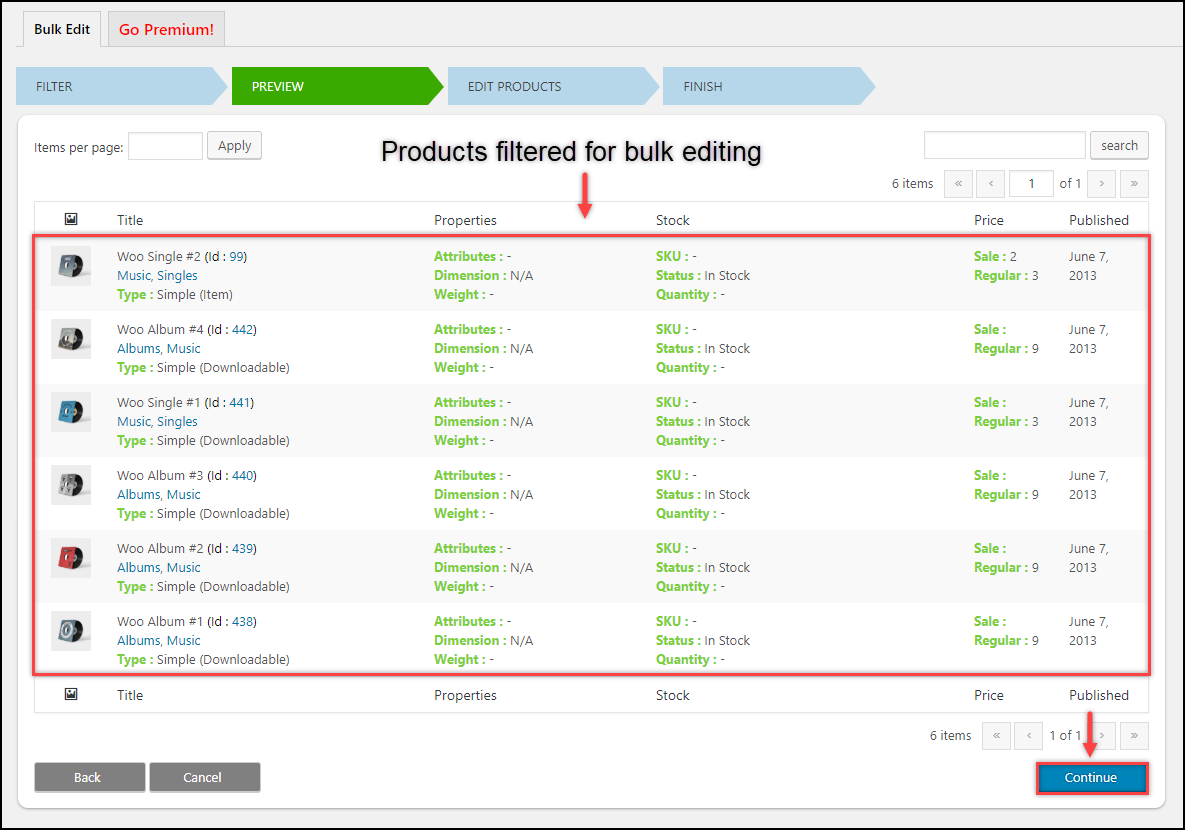 Bulk Edit Go Premium!
FILTER PREVIEW EDIT PRODUCTS FINISH
Items per page: Apply Products filtered for bulk editing search
6 items « ‹ 1 of 1 › »
Title Properties Stock Price Published
Woo Single #2 (Id : 99) Attributes : - SKU : - Sale : 2 June 7,
Music, Singles Dimension : N/A Status : In Stock Regular : 3 2013
Type : Simple (Item) Weight : - Quantity : -
Woo Album #4 (Id : 442) Attributes : - SKU : - Sale : June 7,
Albums, Music Dimension : N/A Status : In Stock Regular : 9 2013
Type : Simple (Downloadable) Weight : - Quantity : -
Woo Single #1 (Id : 441) Attributes : - SKU : - Sale : June 7,
Music, Singles Dimension : N/A Status : In Stock Regular : 3 2013
Type : Simple (Downloadable) Weight : - Quantity : -
Woo Album #3 (Id : 440) Attributes : - SKU : - Sale : June 7,
Albums, Music Dimension : N/A Status : In Stock Regular : 9 2013
Type : Simple (Downloadable) Weight : - Quantity : -
Woo Album #2 (Id : 439) Attributes : - SKU : - Sale : June 7,
Albums, Music Dimension : N/A Status : In Stock Regular : 9 2013
Type : Simple (Downloadable) Weight : - Quantity : -
Woo Album #1 (Id : 438) Attributes : - SKU : - Sale : June 7,
Albums, Music Dimension : N/A Status : In Stock Regular : 9 2013
Type : Simple (Downloadable) Weight : - Quantity : -
Title Properties Stock Price Published
6 items « ‹ 1 of 1 › »
Back Cancel Continue